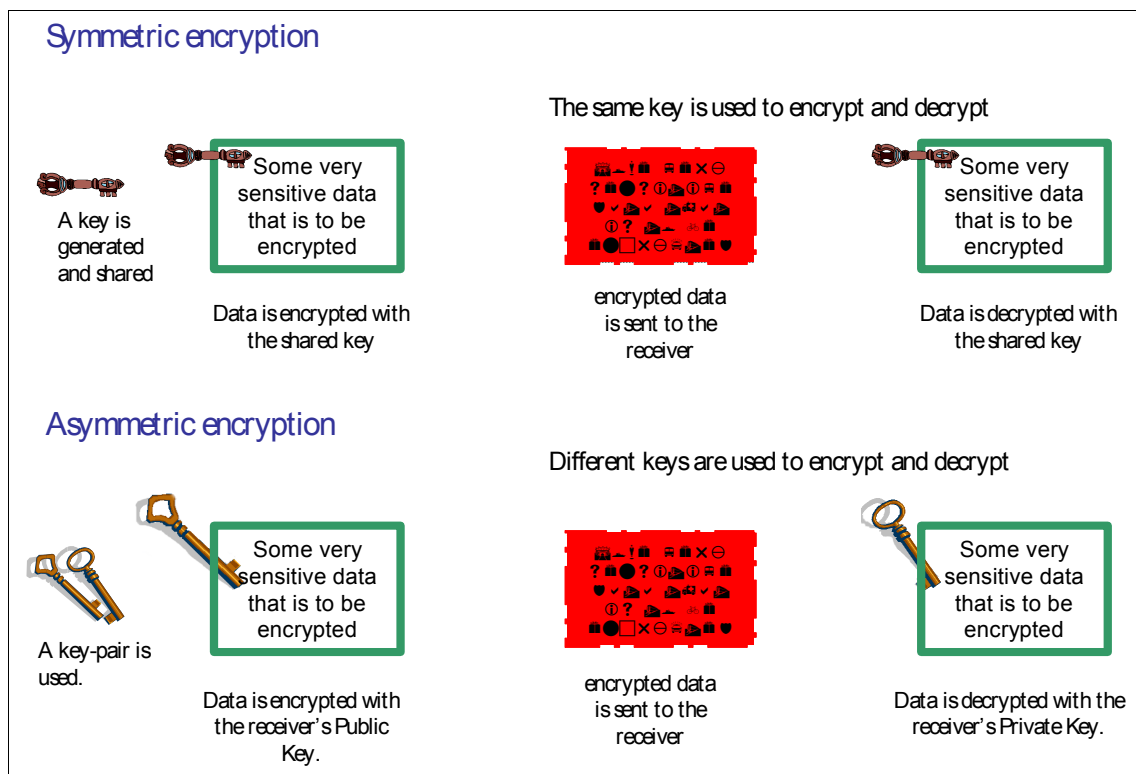 Symmetric encryption
The same key is used to encrypt and decrypt
A key is
generated
and shared
Some very
sensitive data
that is to be
encrypted
Data is encrypted with
the shared key
encrypted data
is sent to the
receiver
Some very
sensitive data
that is to be
encrypted
Data is decrypted with
the shared key
Asymmetric encryption
Different keys are used to encrypt and decrypt
A key-pair is
used.
Some very
sensitive data
that is to be
encrypted
Data is encrypted with
the receiver's Public
Key.
encrypted data
is sent to the
receiver
Some very
sensitive data
that is to be
encrypted
Data is decrypted with the
receiver's Private Key.